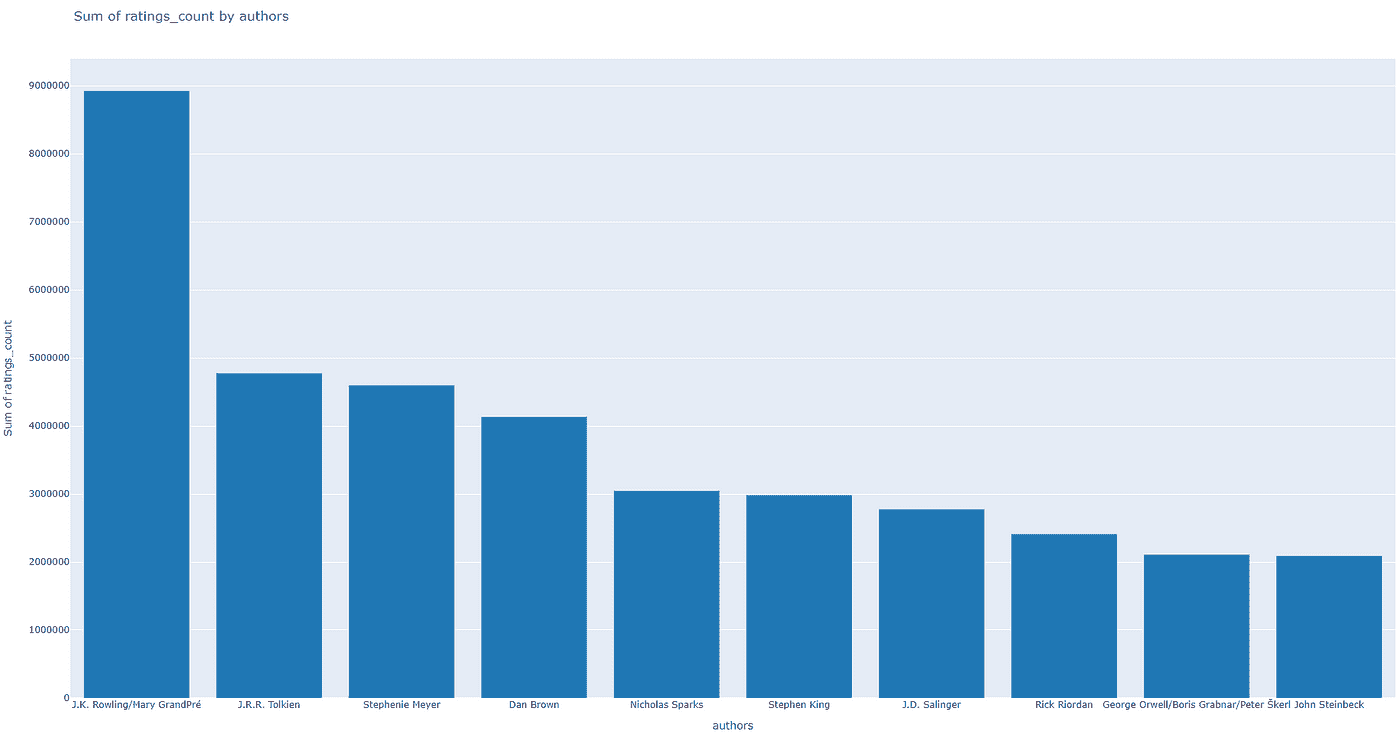 Sum of ratings_count by authors
9000000
8000000
7000000
6000000
5000000
4000000
3000000
2000000
1000000
0
Sum of ratings_count
J.K. Rowling/Mary GrandPré J.R.R. Tolkien Stephenie Meyer Dan Brown Nicholas Sparks Stephen King J.D. Salinger Rick Riordan George Orwell/Boris Grabnar/Peter Škerl John Steinbeck
authors